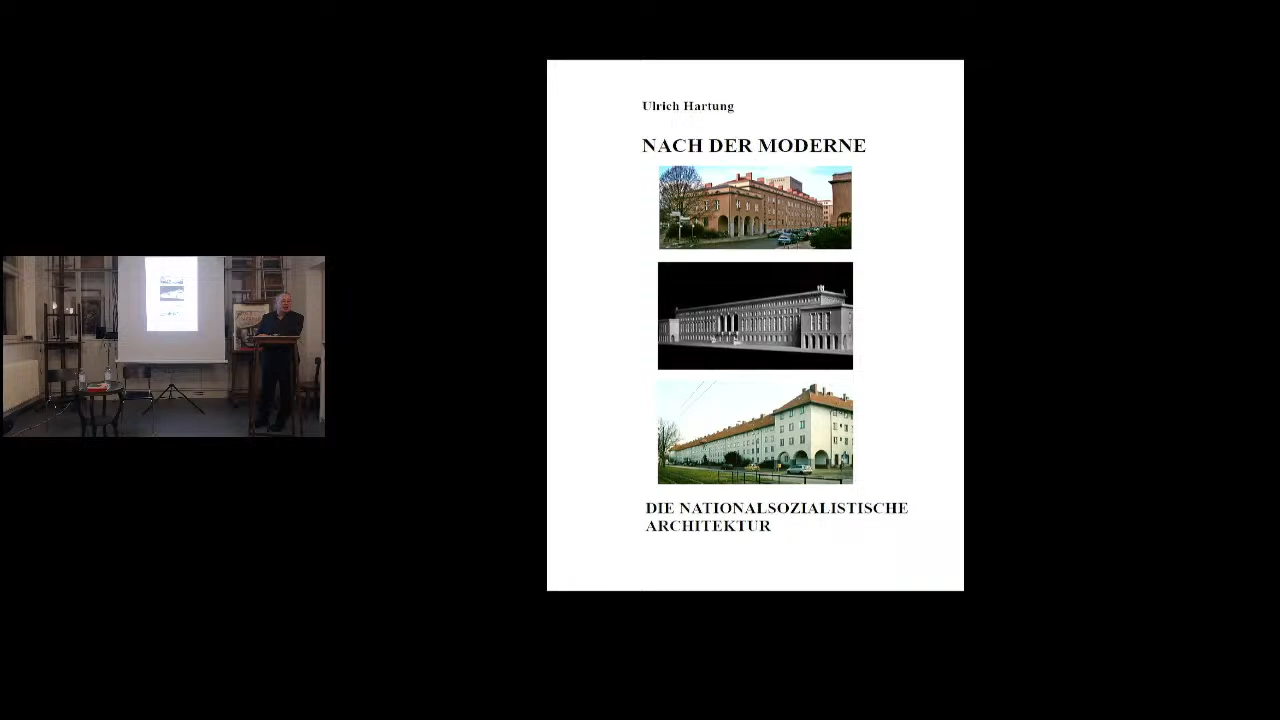 Ulrich Hartung
NACH DER MODERNE
DIE NATIONALSOZIALISTISCHE
ARCHITEKTUR